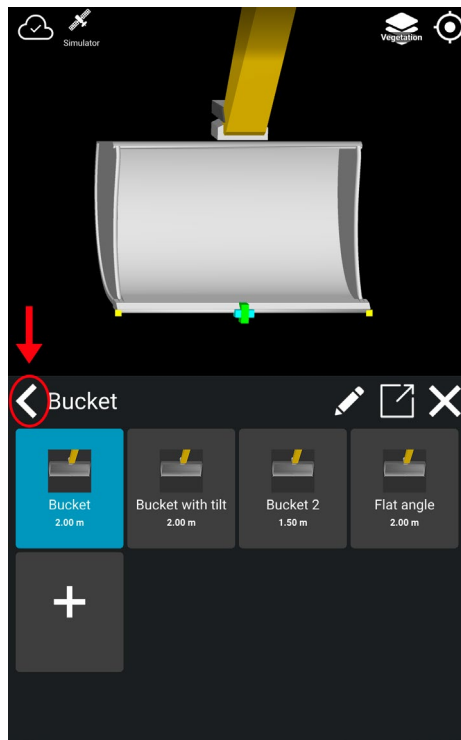 Simulator
Vegetation
Bucket
Bucket
2.00 m
Bucket with tilt
2.00 m
Bucket 2
1.50 m
Flat angle
2.00 m